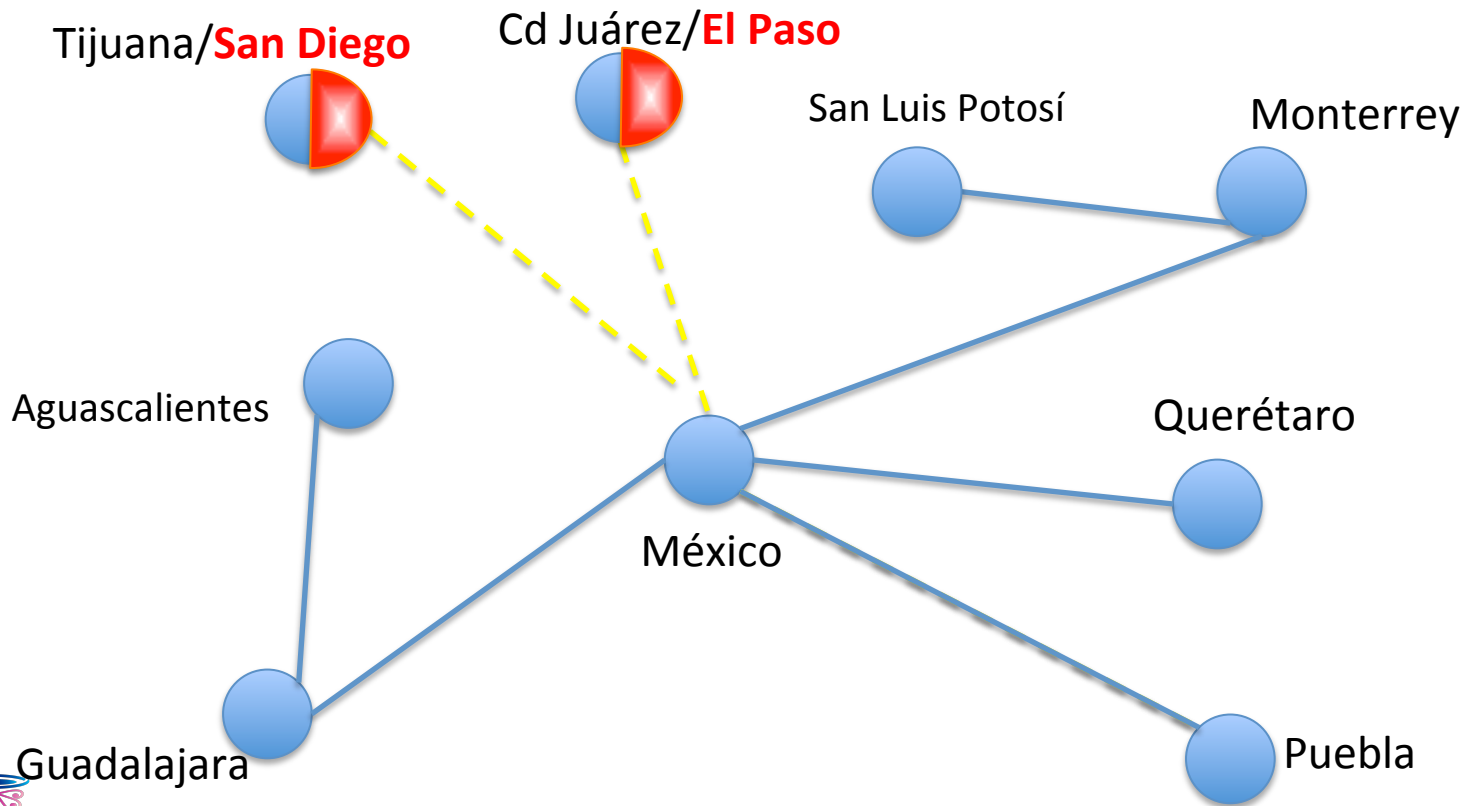 Tijuana/San Diego
Cd Juárez/El Paso
San Luis Potosí
Monterrey
Aguascalientes
Querétaro
México
Guadalajara
Puebla